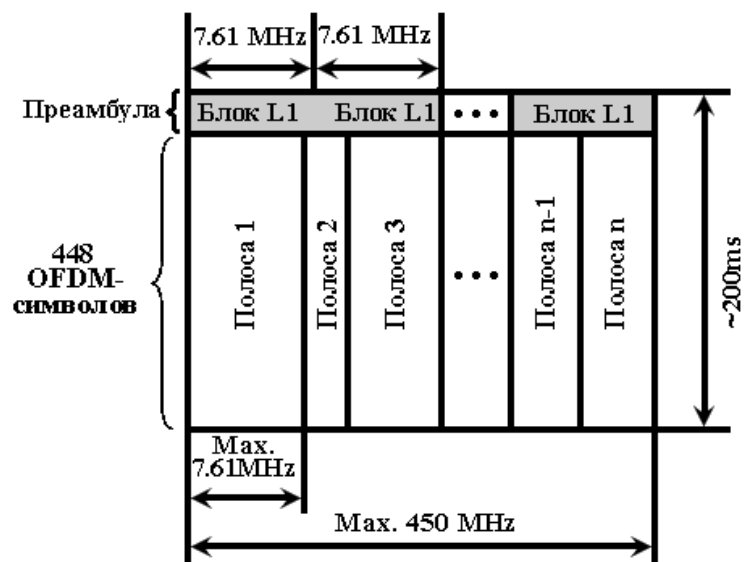 7.61 MHz
7.61 MHz
Преамбула
Блок L1
Блок L1
•••
Блок L1
448
OFDM-
символов
Полоса 1
Полоса 2
Полоса 3
•••
Полоса n-1
Полоса n
~200ms
Max.
7.61MHz
Max. 450 MHz